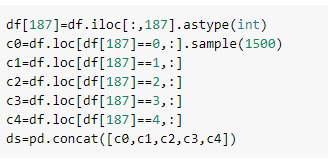 df[187]=df.iloc[:,187].astype(int)
c0=df.loc[df[187]==0,:].sample(1500)
c1=df.loc[df[187]==1,:]
c2=df.loc[df[187]==2,:]
c3=df.loc[df[187]==3,:]
c4=df.loc[df[187]==4,:]
ds=pd.concat([c0,c1,c2,c3,c4])